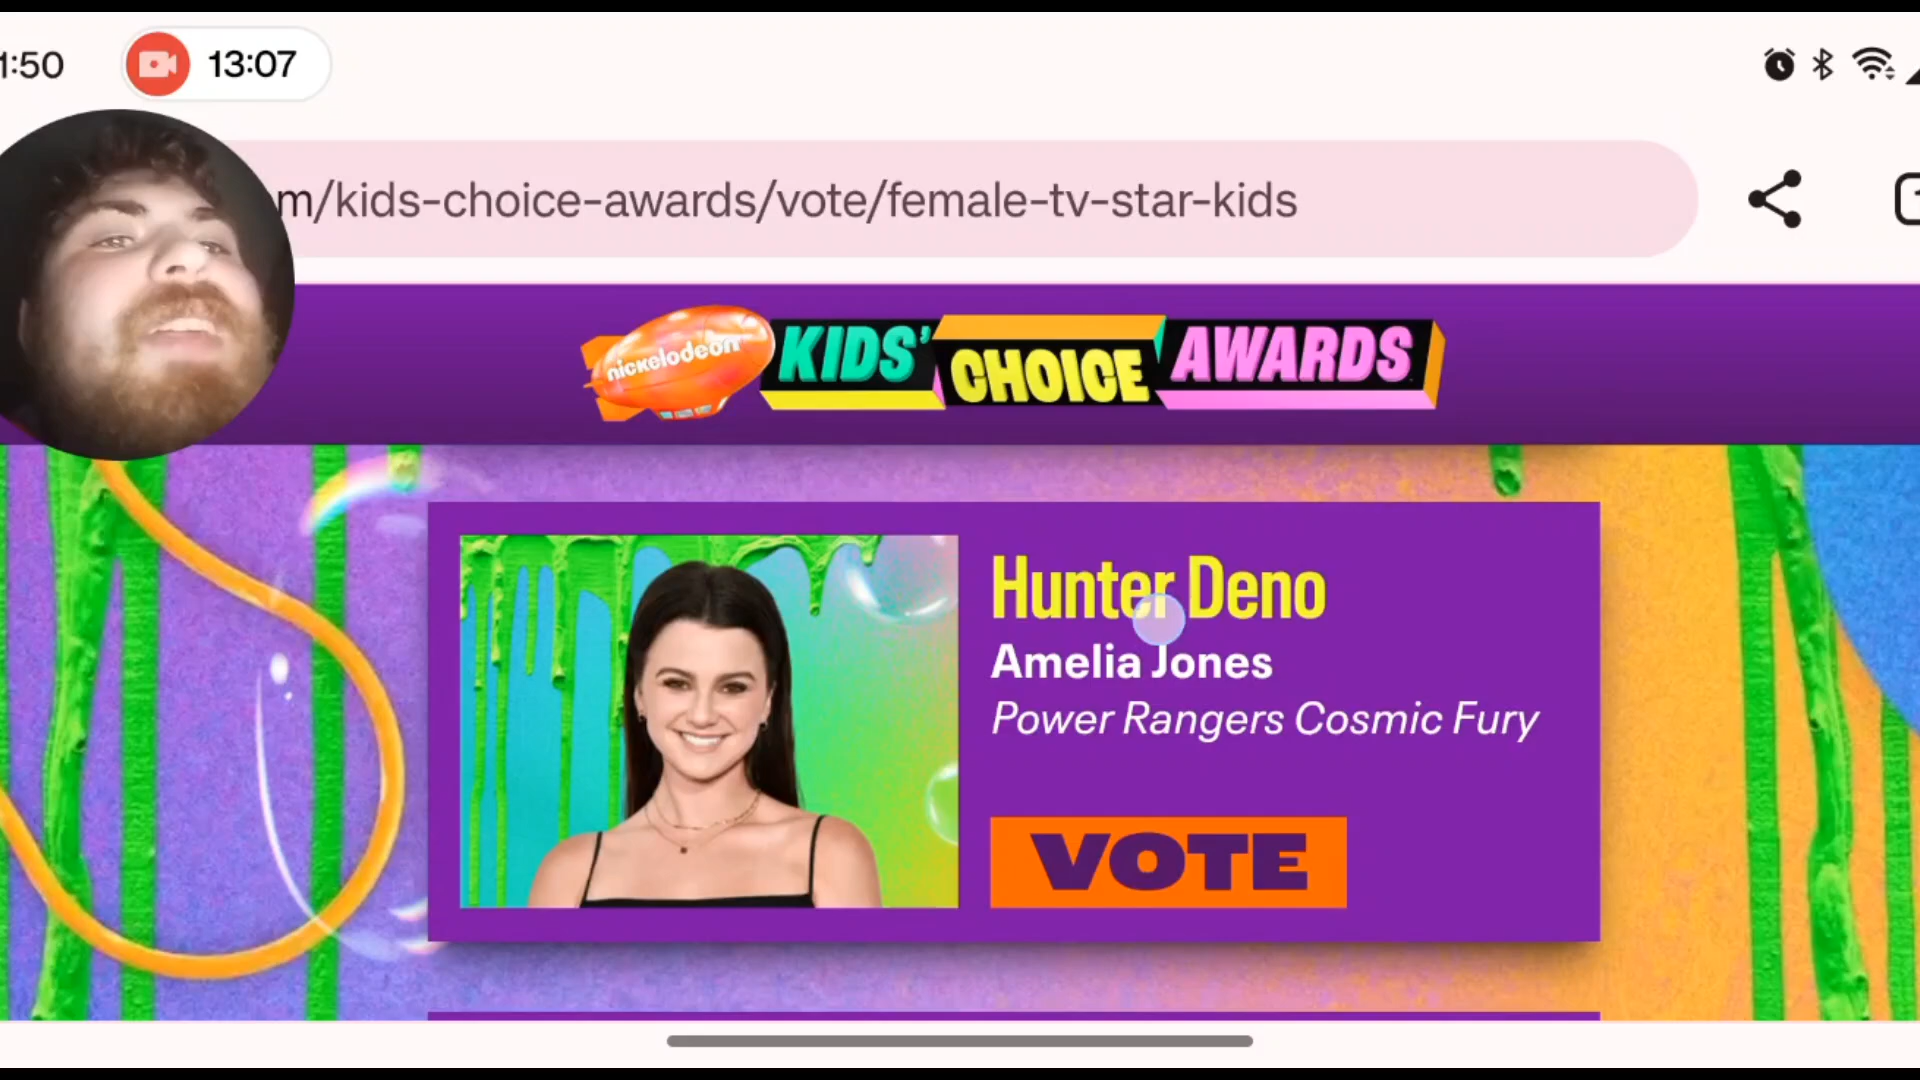 1:50
13:07
m/kids-choice-awards/vote/female-tv-star-kids
nickelodeon KIDS' CHOICE AWARDS
Hunter Deno
Amelia Jones
Power Rangers Cosmic Fury
VOTE